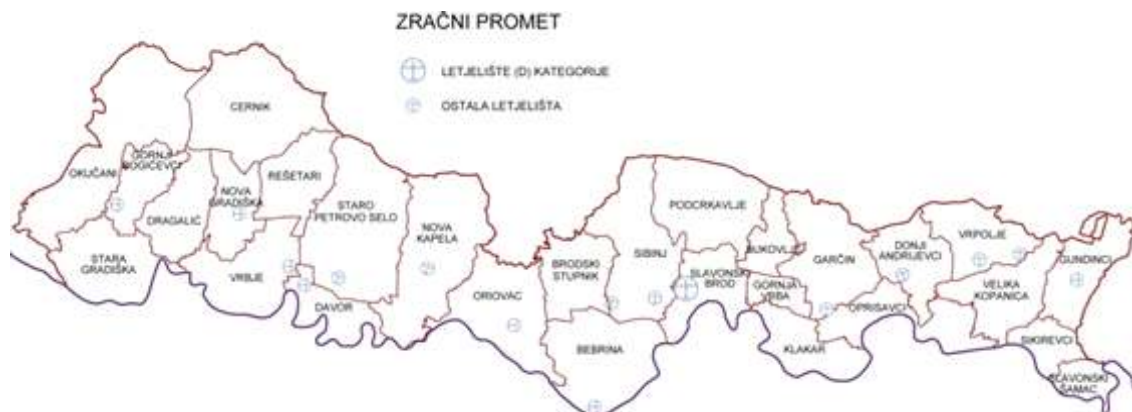 ZRAČNI PROMET
LETJELIŠTE (D) KATEGORIJE
OSTALA LETJELIŠTA
CERNIK
OKUČANI
GORNJI
BOGIĆEVCI
NOVA
GRADIŠKA
REŠETARI
DRAGALIĆ
STARO
PETROVO SELO
NOVA
KAPELA
STARA
GRADIŠKA
VRBJE
DAVOR
ORIOVAC
BRODSKI
STUPNIK
SIBINJ
PODCRKAVLJE
BUKOVLJE
SLAVONSKI
BROD
GORNJA
VRBA
GARČIN
DONJI
ANDRIJEVCI
VRPOLJE
GUNDINCI
VELIKA
KOPANICA
OPRISAVCI
BEBRINA
KLAKAR
SIKIREVCI
SLAVONSKI
ŠAMAC